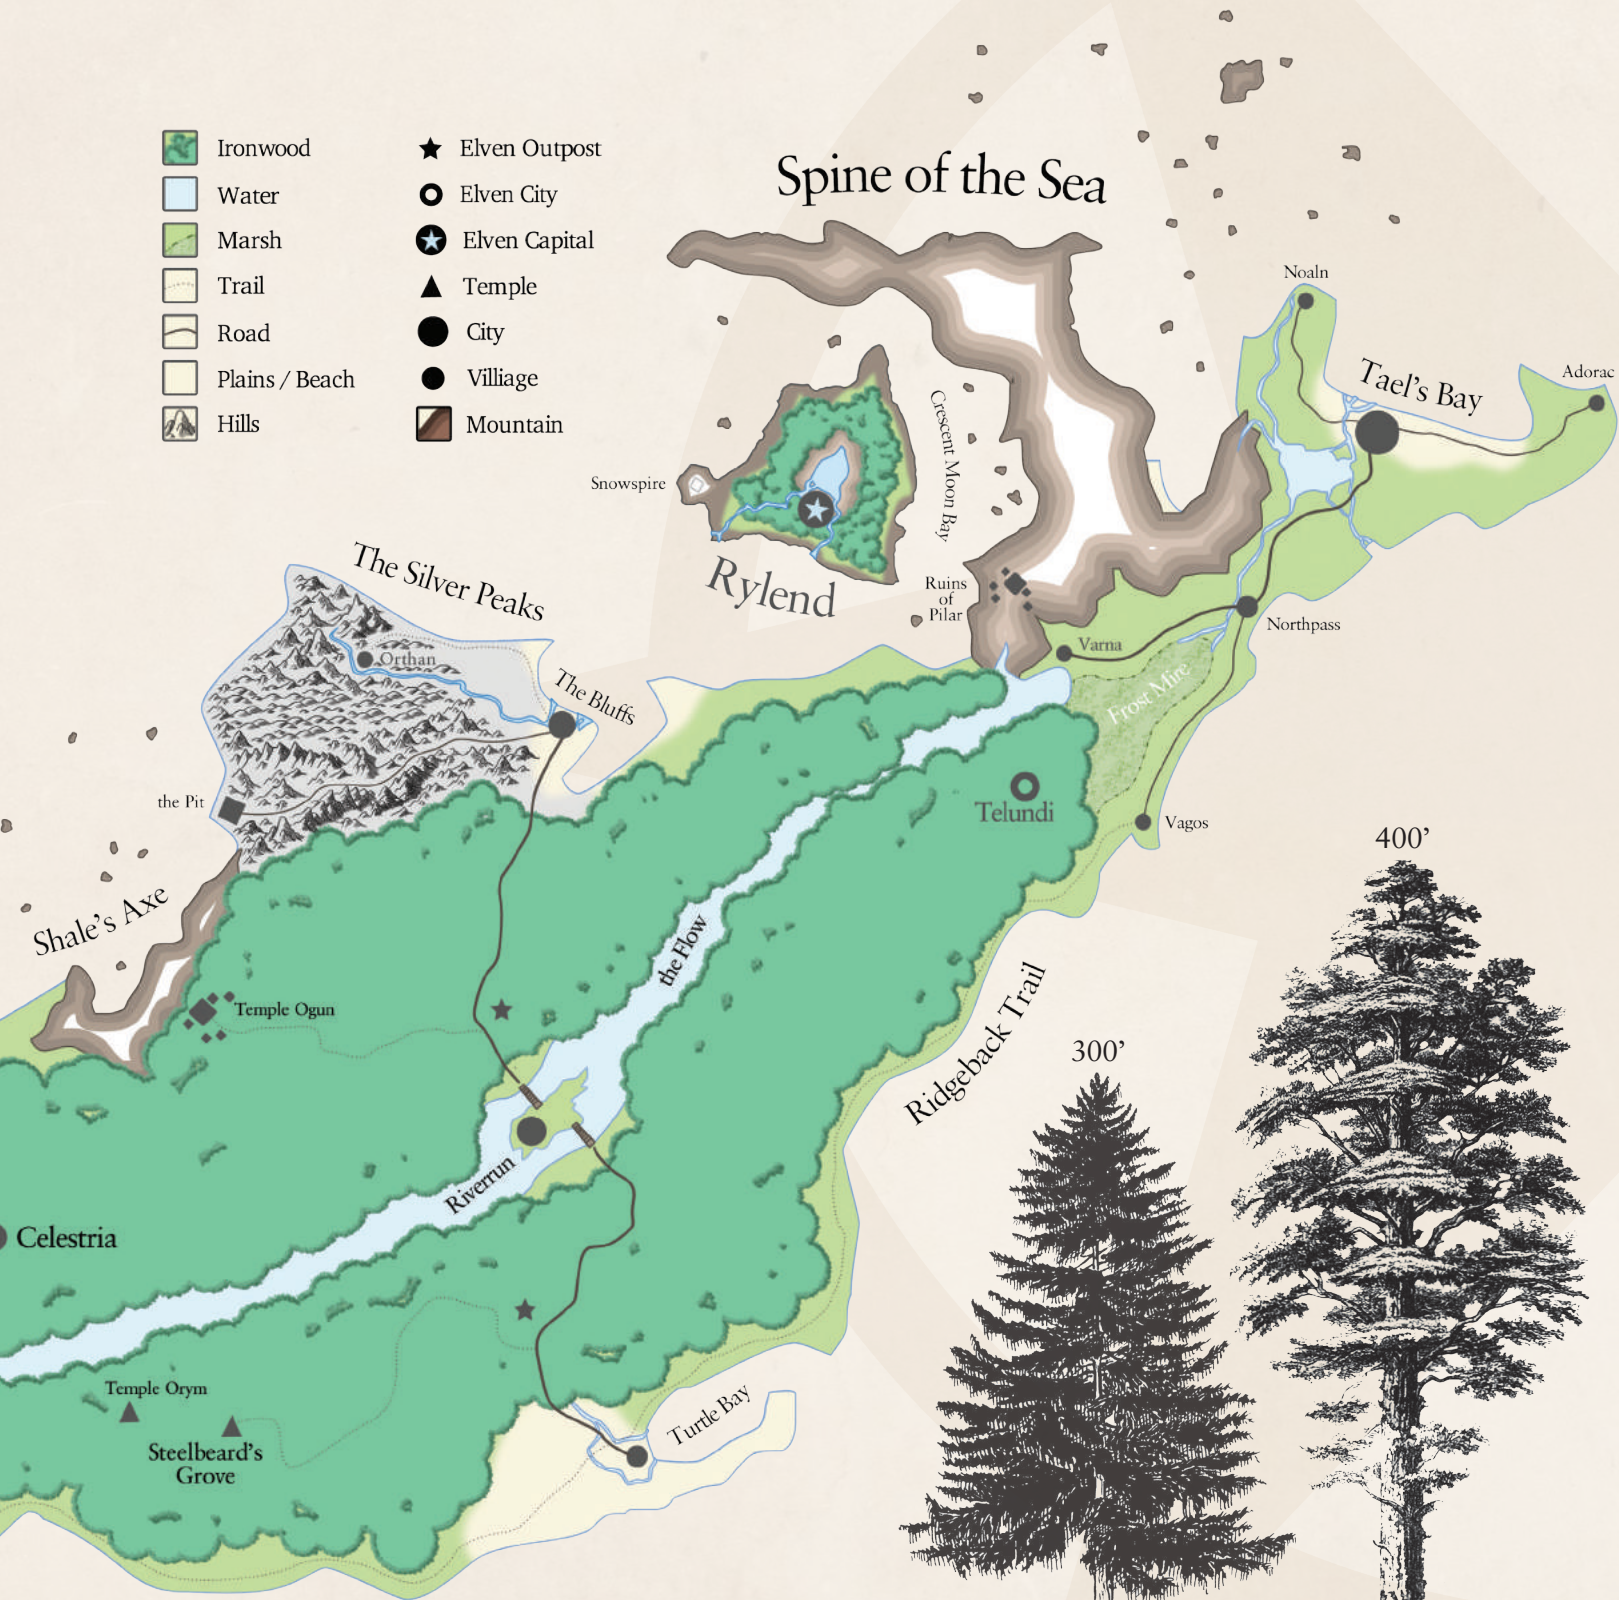 Ironwood
Water
Marsh
Trail
Road
Plains / Beach
Hills
Elven Outpost
Elven City
Elven Capital
Temple
City
Villiage
Mountain
Spine of the Sea
Noaln
Tael's Bay
Adorac
Crescent Moon Bay
Snowspire
Rylend
Ruins
of
Pilar
Northpass
Varna
Frost Mire
Vagos
The Silver Peaks
Orthan
The Bluffs
the Pit
Shale's Axe
Telundi
the Flow
Temple Ogun
Ridgeback Trail
Riverrun
Celestria
Temple Orym
Steelbeard's
Grove
Turtle Bay
300'
400'